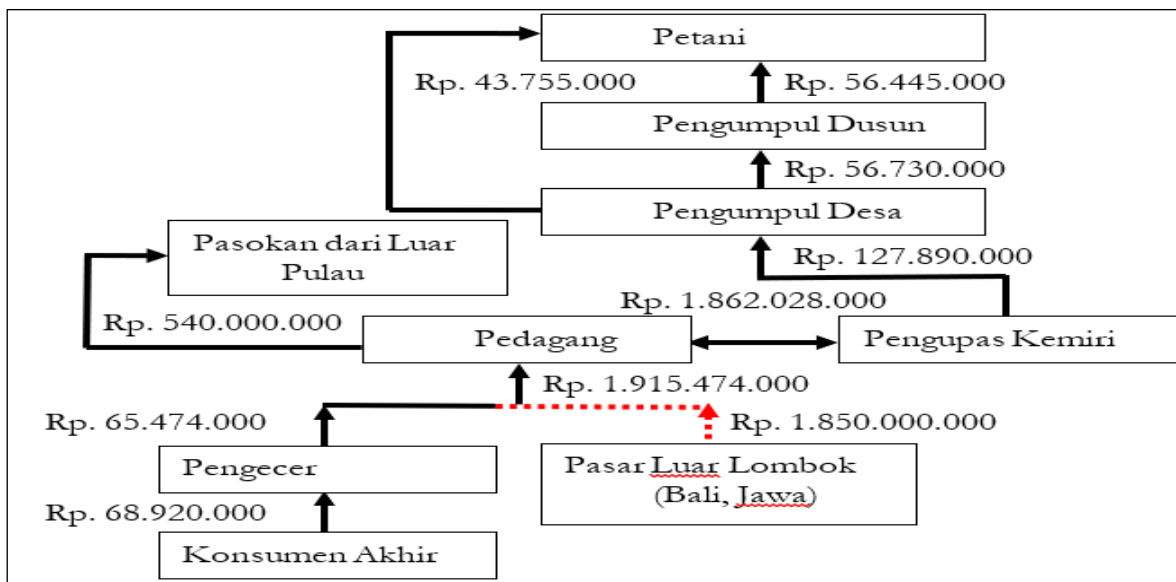 Petani
Rp. 43.755.000
Rp. 56.445.000
Pengumpul Dusun
Rp. 56.730.000
Pengumpul Desa
Pasokan dari Luar
Pulau
Rp. 127.890.000
Rp. 1.862.028.000
Rp. 540.000.000
Pedagang
Pengupas Kemiri
Rp. 1.915.474.000
Rp. 65.474.000
Rp. 1.850.000.000
Pengecer
Pasar Luar Lombok
(Bali, Jawa)
Rp. 68.920.000
Konsumen Akhir